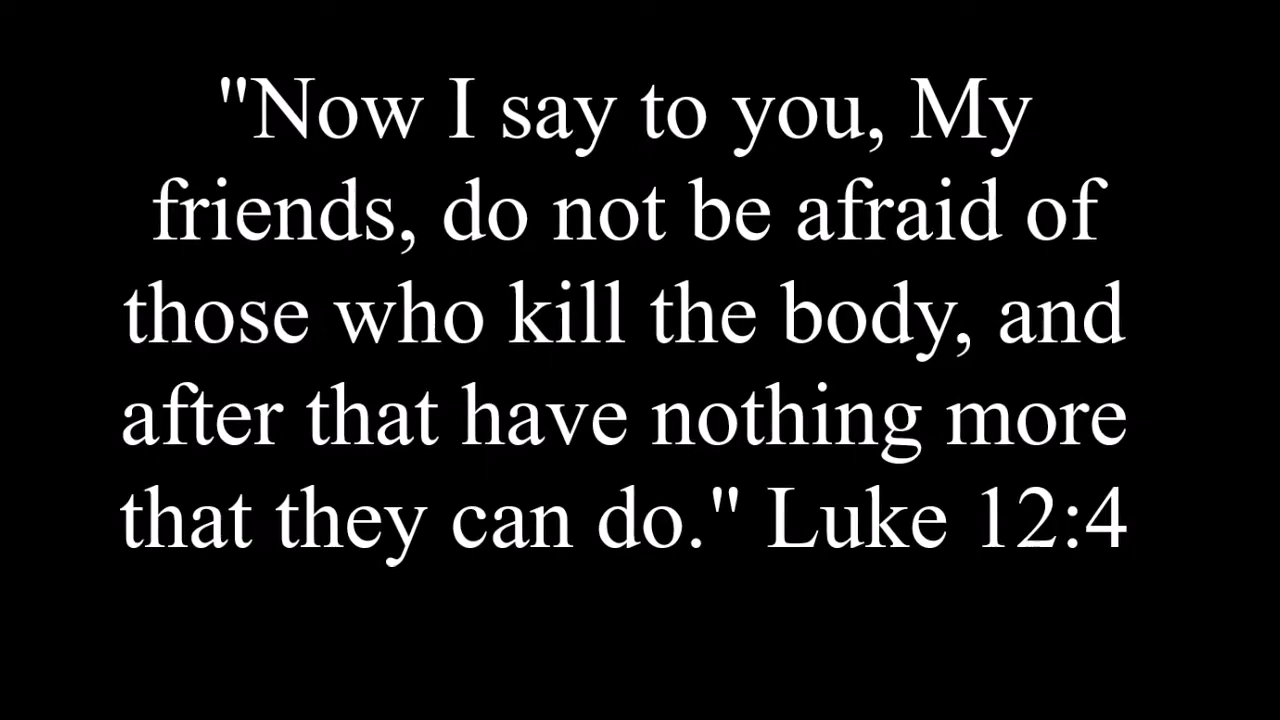 "Now I say to you, My
friends, do not be afraid of
those who kill the body, and
after that have nothing more
that they can do." Luke 12:4